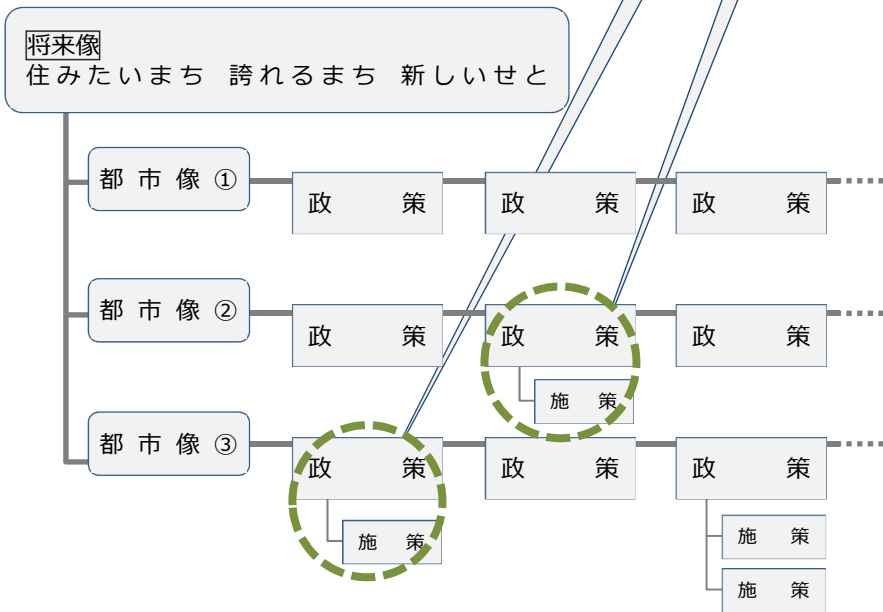 将来像
住みたいまち 誇れるまち 新しいせと
都市像①
政策 政策 政策
都市像②
政策 政策 政策
施策
都市像③
政策 政策 政策
施策
施策
施策